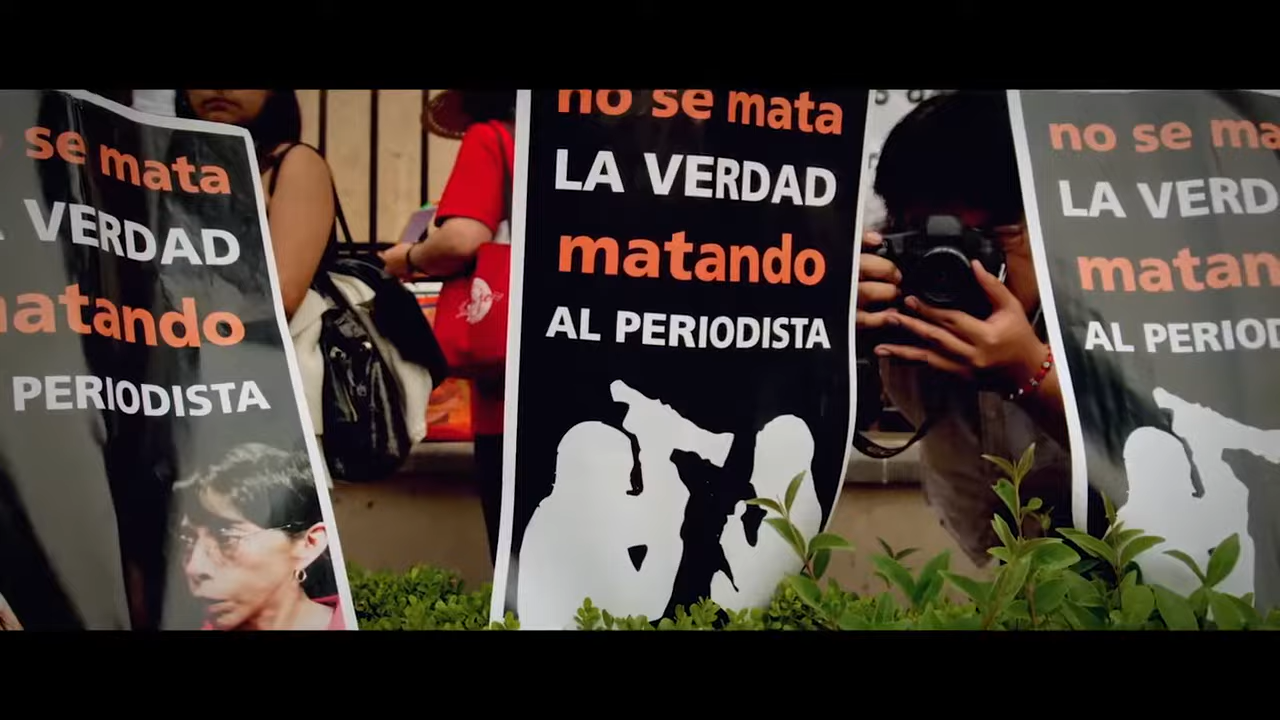 se mata
VERDAD
matando
PERIODISTA
no se mata
LA VERDAD
matando
AL PERIODISTA
no se ma
LA VERD
matan
AL PERIOD